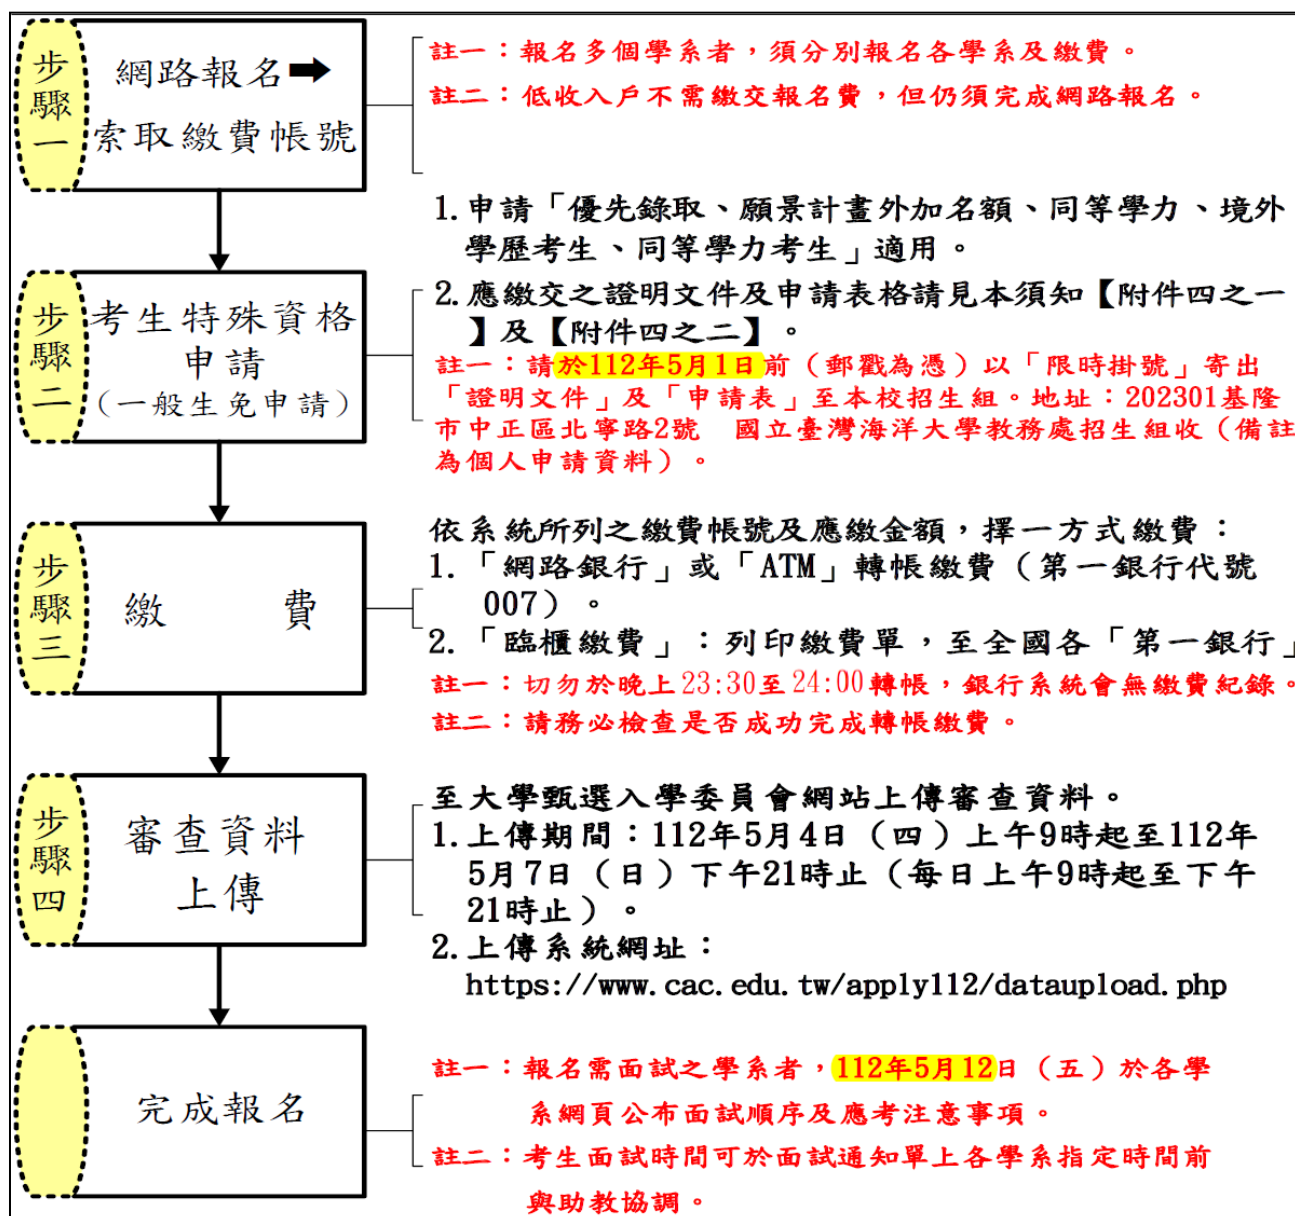 步驟一
網路報名➡
索取繳費帳號
註一：報名多個學系者，須分別報名各學系及繳費。
註二：低收入戶不需繳交報名費，但仍須完成網路報名。
步驟二
考生特殊資格
申請
（一般生免申請）
1.申請「優先錄取、願景計畫外加名額、同等學力、境外
學歷考生、同等學力考生」適用。
2.應繳交之證明文件及申請表格請見本須知【附件四之一
】及【附件四之二】。
註一：請於112年5月1日前（郵戳為憑）以「限時掛號」寄出
「證明文件」及「申請表」至本校招生組。地址：202301基隆
市中正區北寧路2號　國立臺灣海洋大學教務處招生組收（備註
為個人申請資料）。
步驟三
繳　　費
依系統所列之繳費帳號及應繳金額，擇一方式繳費：
1.「網路銀行」或「ATM」轉帳繳費（第一銀行代號
007）。
2.「臨櫃繳費」：列印繳費單，至全國各「第一銀行」
註一：切勿於晚上23:30至24:00轉帳，銀行系統會無繳費紀錄。
註二：請務必檢查是否成功完成轉帳繳費。
步驟四
審查資料
上傳
至大學甄選入學委員會網站上傳審查資料。
1.上傳期間：112年5月4日（四）上午9時起至112年
5月7日（日）下午21時止（每日上午9時起至下午
21時止）。
2.上傳系統網址：
https://www.cac.edu.tw/apply112/dataupload.php
完成報名
註一：報名需面試之學系者，112年5月12日（五）於各學
系網頁公布面試順序及應考注意事項。
註二：考生面試時間可於面試通知單上各學系指定時間前
與助教協調。